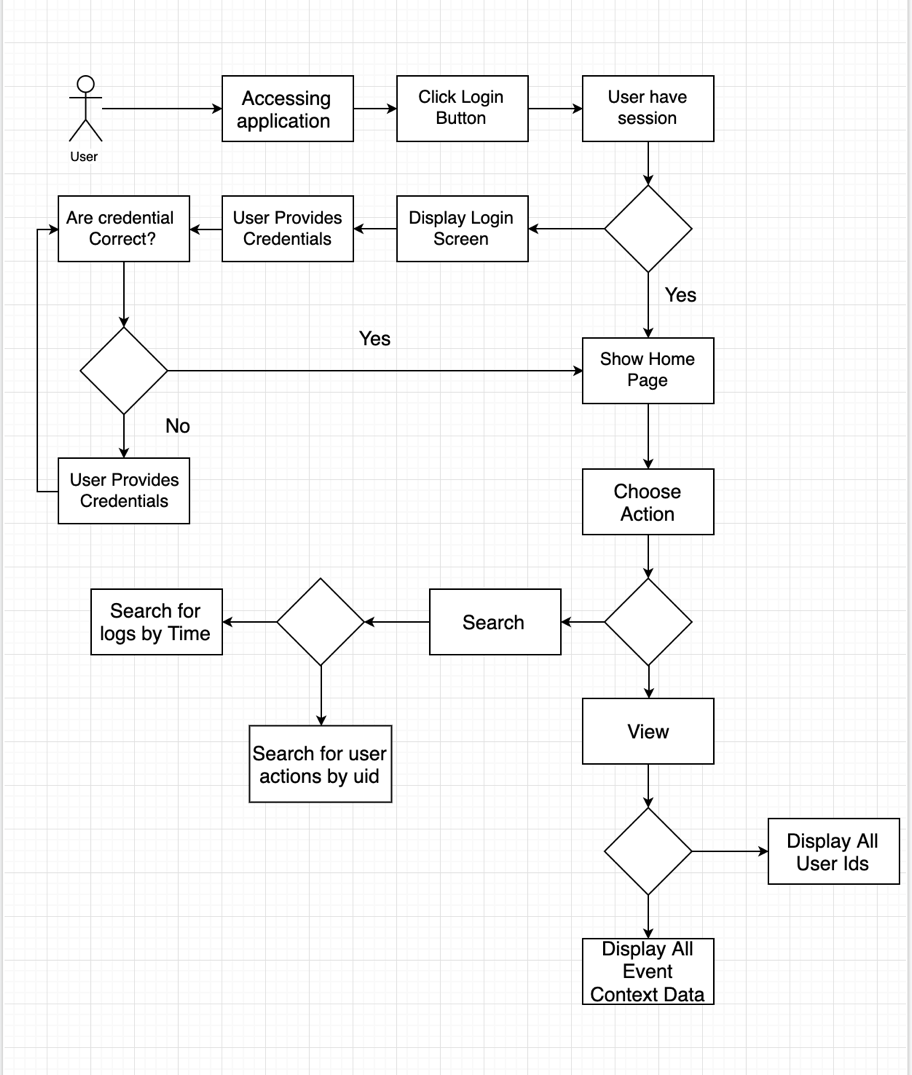 Accessing
application
Click Login
Button
User have
session
User
Are credential
Correct?
User Provides
Credentials
Display Login
Screen
Yes
Yes
Show Home
Page
No
User Provides
Credentials
Choose
Action
Search for
logs by Time
Search
View
Search for user
actions by uid
Display All
User Ids
Display All
Event
Context Data